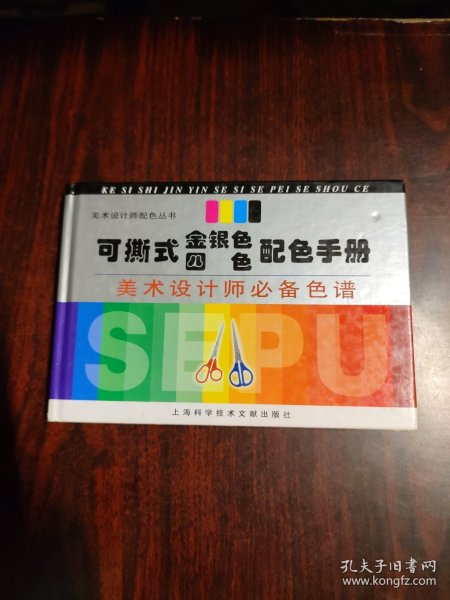 KE SI SHI JIN YIN SE SI SE PEI SE SHOU CE
美术设计师配色丛书
可撕式金银色四色配色手册
美术设计师必备色谱
SEPU
上海科学技术文献出版社
孔夫子旧书网
www.kongfz.com